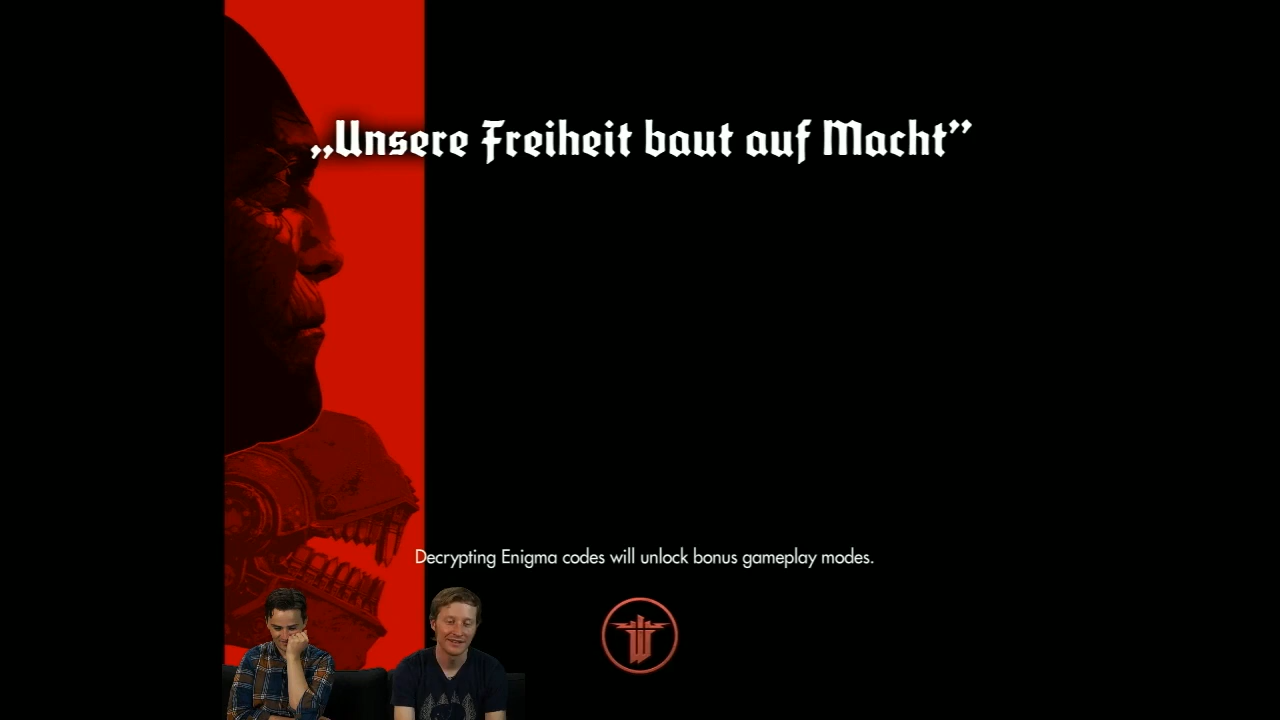 „Unsere Freiheit baut auf Macht”
Decrypting Enigma codes will unlock bonus gameplay modes.